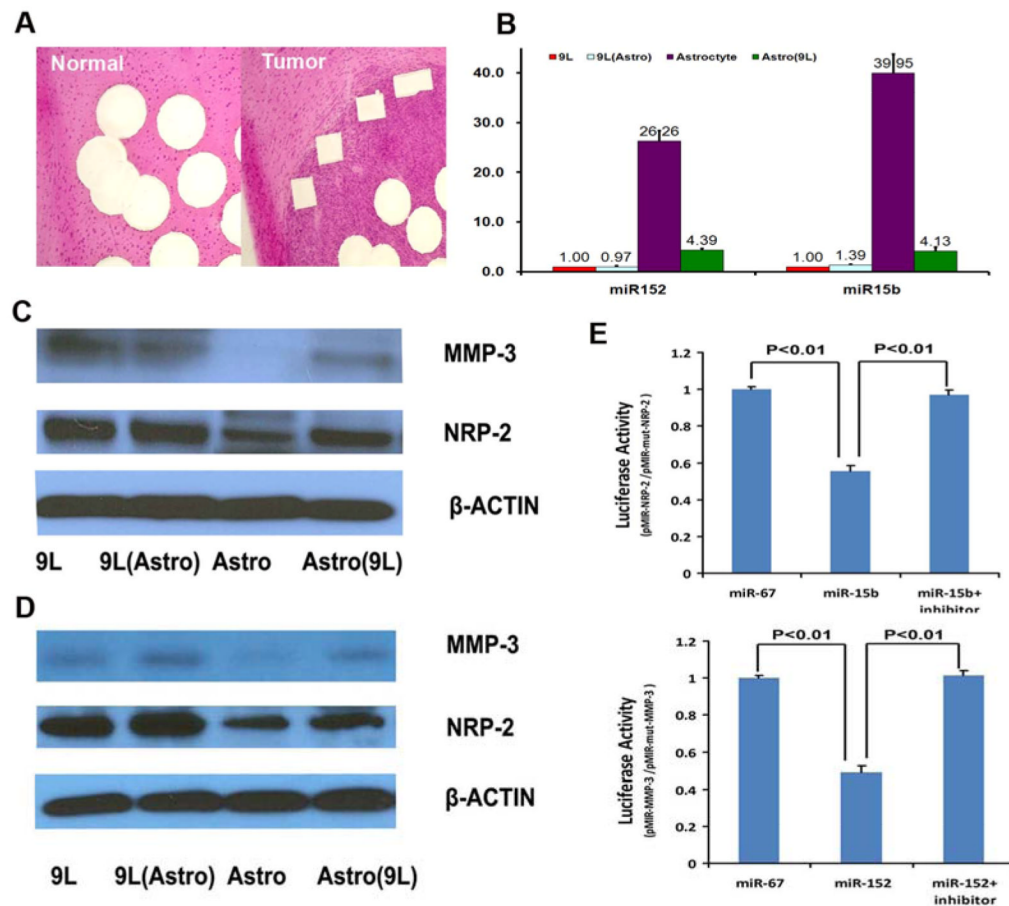 A
Normal
Tumor
B
9L
9L(Astro)
Astroctyte
Astro(9L)
40.0
30.0
20.0
10.0
0.0
1.00
0.97
26 26
4.39
1.00
1.39
39 95
4.13
miR152
miR15b
C
MMP-3
NRP-2
β-ACTIN
9L
9L(Astro)
Astro
Astro(9L)
D
MMP-3
NRP-2
β-ACTIN
9L
9L(Astro)
Astro
Astro(9L)
E
Luciferase Activity
(pMIR-NRP-2 /pMIR-mut-NRP-2 )
1.2
1
0.8
0.6
0.4
0.2
0
P<0.01
P<0.01
miR-67
miR-15b
miR-15b+
inhibitor
Luciferase Activity
(pMIR-MMP-3 /pMIR-mut-MMP-3 )
1.2
1
0.8
0.6
0.4
0.2
0
P<0.01
P<0.01
miR-67
miR-152
miR-152+
inhibitor